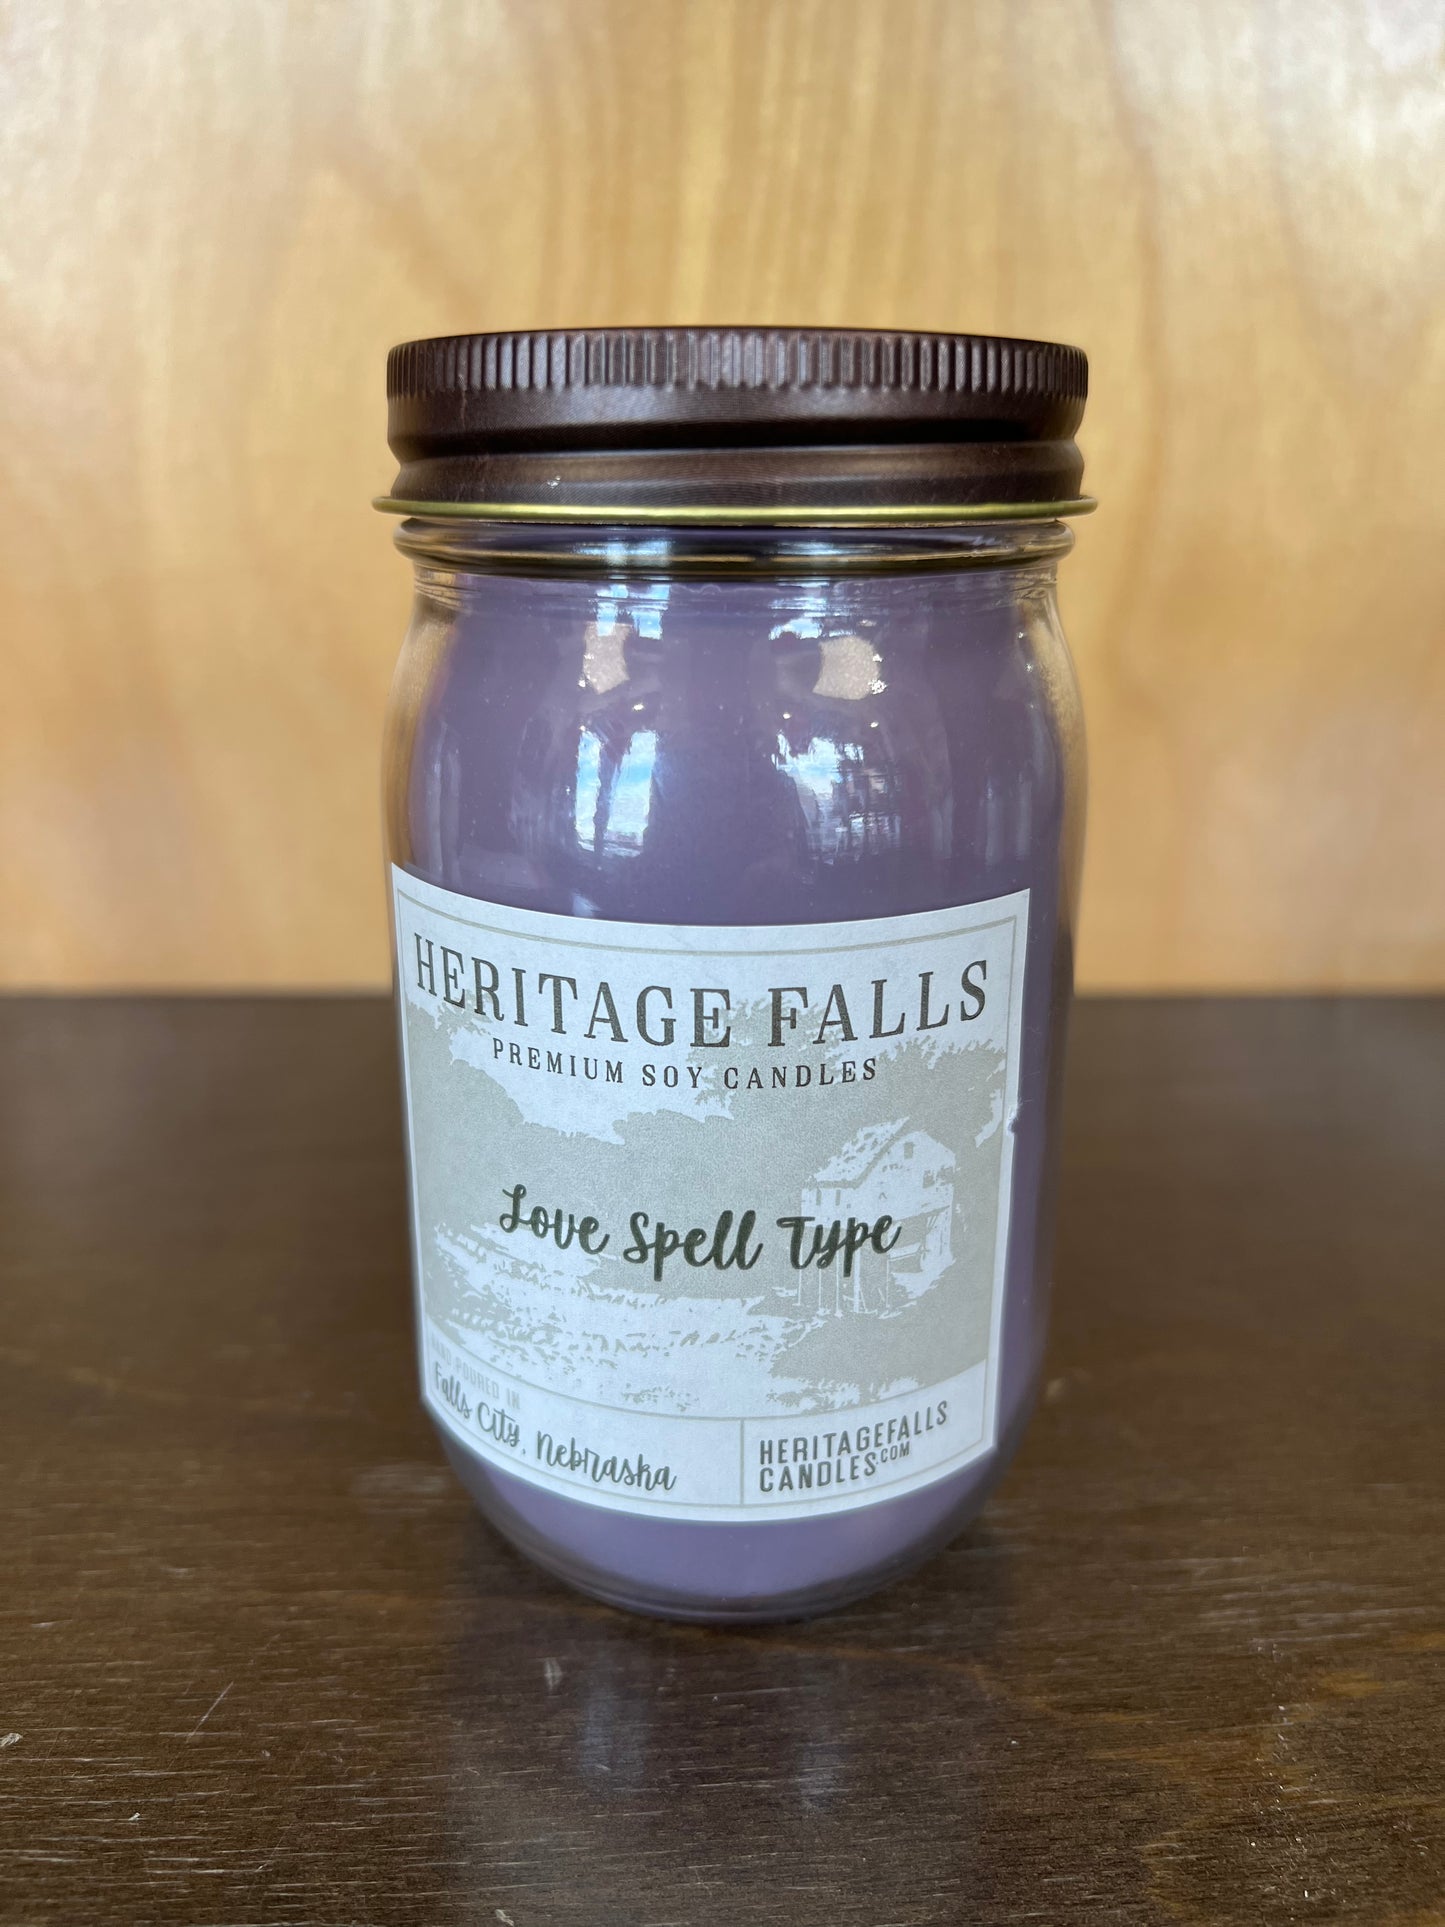 HERITAGE FALLS
PREMIUM SOY CANDLES
Love Spell Type
HAND POURED IN
Falls City, Nebraska
HERITAGEFALLS
CANDLES.COM